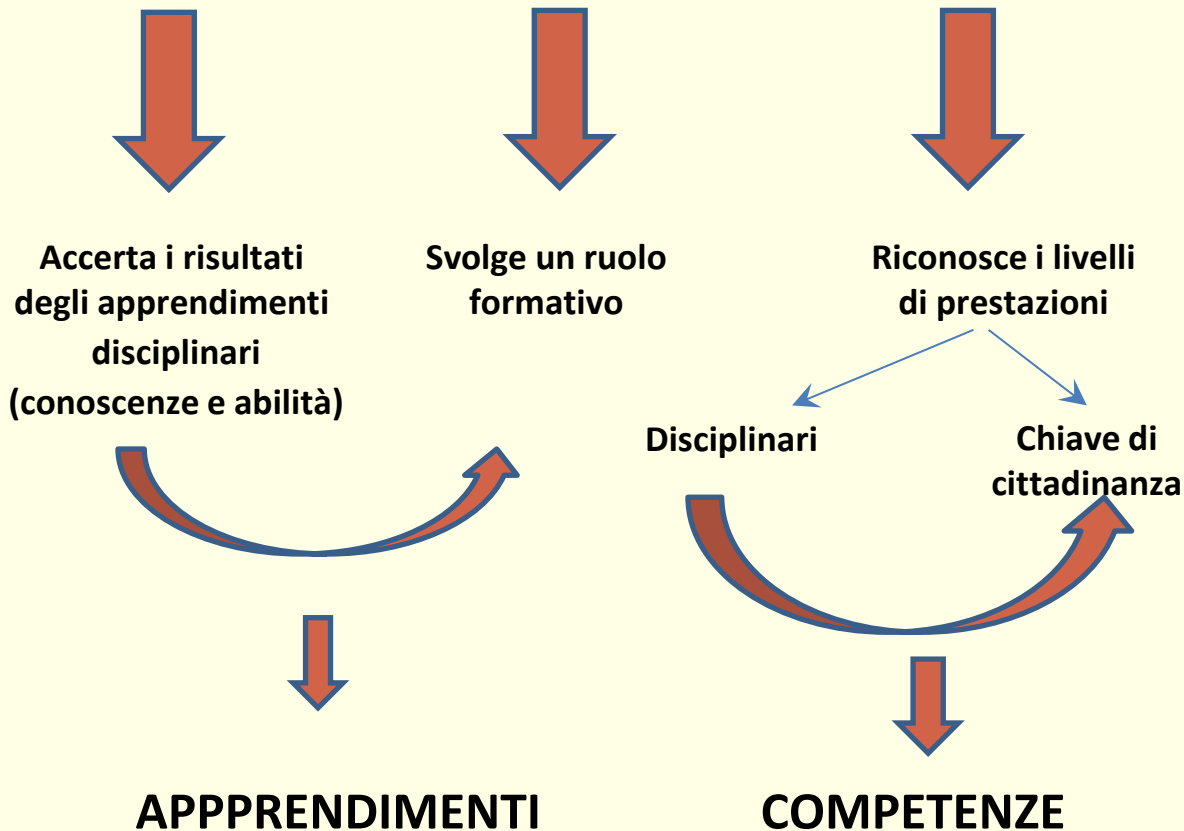 Accerta i risultati
degli apprendimenti
disciplinari
(conoscenze e abilità)
Svolge un ruolo
formativo
Riconosce i livelli
di prestazioni
Disciplinari
Chiave di
cittadinanza
APPPRENDIMENTI
COMPETENZE